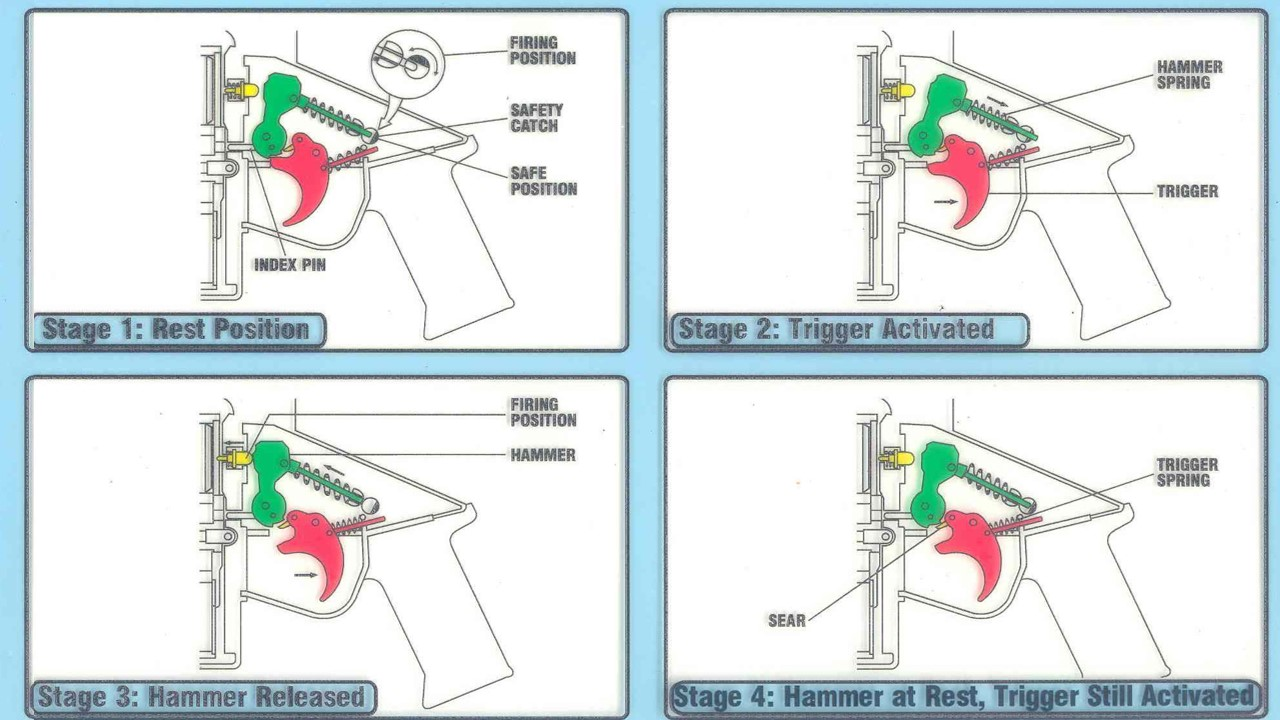 FIRING
POSITION
SAFETY
CATCH
SAFE
POSITION
INDEX PIN
Stage 1: Rest Position
HAMMER
SPRING
TRIGGER
Stage 2: Trigger Activated
FIRING
POSITION
HAMMER
Stage 3: Hammer Released
TRIGGER
SPRING
SEAR
Stage 4: Hammer at Rest, Trigger Still Activated